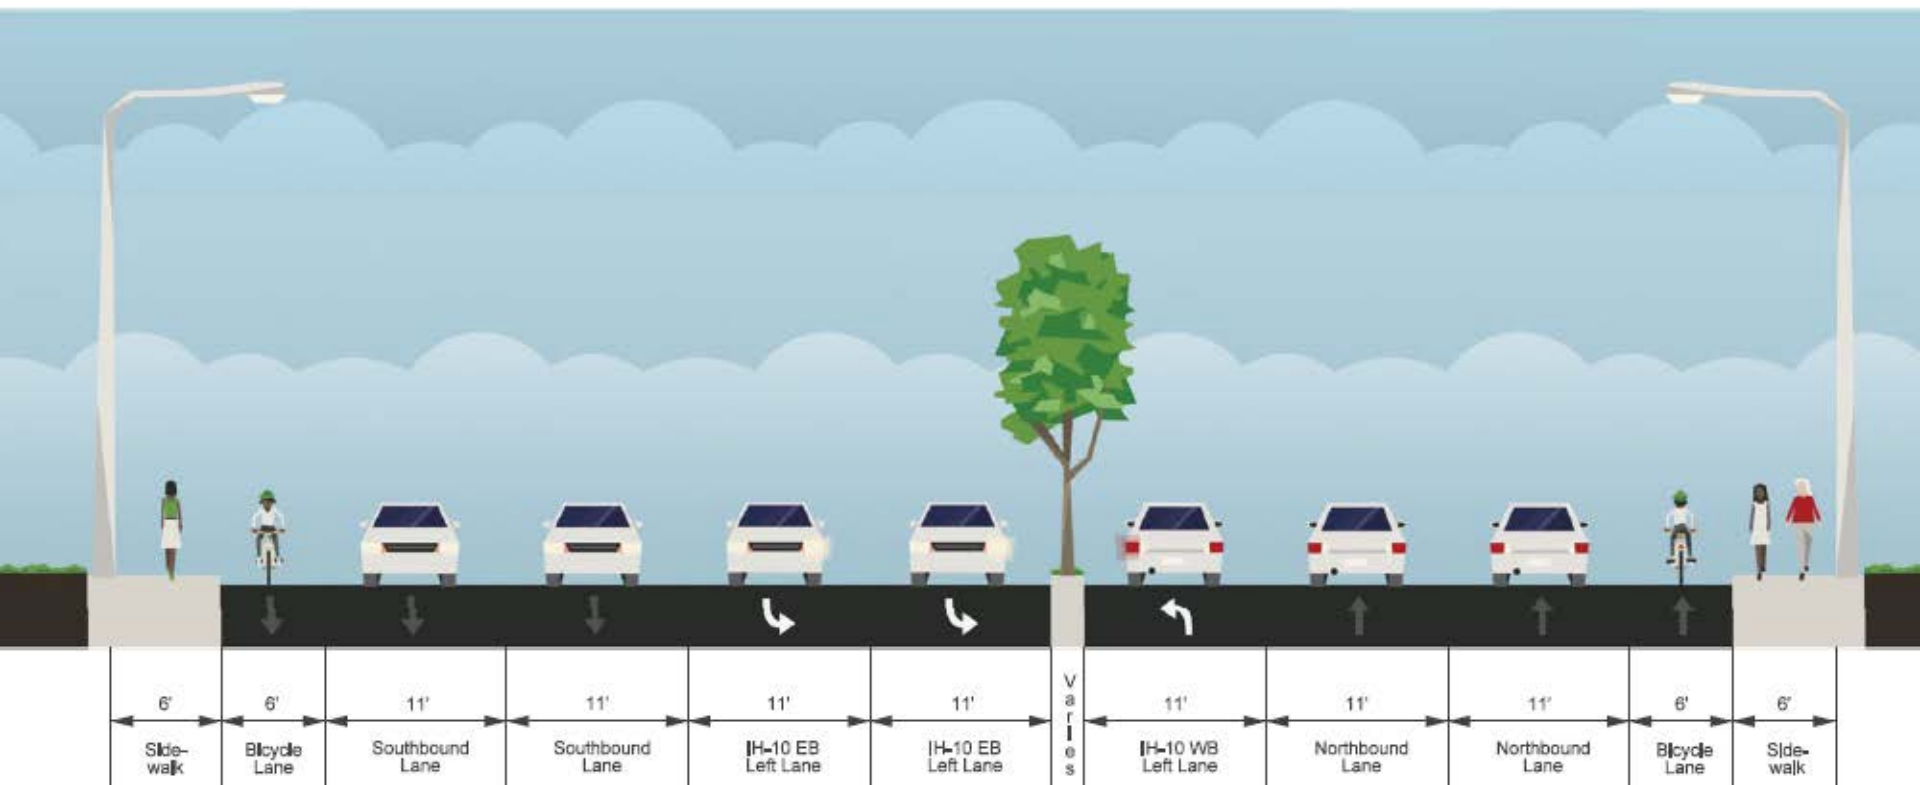 6' 6' 11' 11' 11' 11' Varies 11' 11' 11' 6' 6'
Side- Bicycle Southbound Southbound IH-10 EB IH-10 EB IH-10 WB Northbound Northbound Bicycle Side-
walk Lane Lane Lane Left Lane Left Lane Left Lane Lane Lane Lane walk